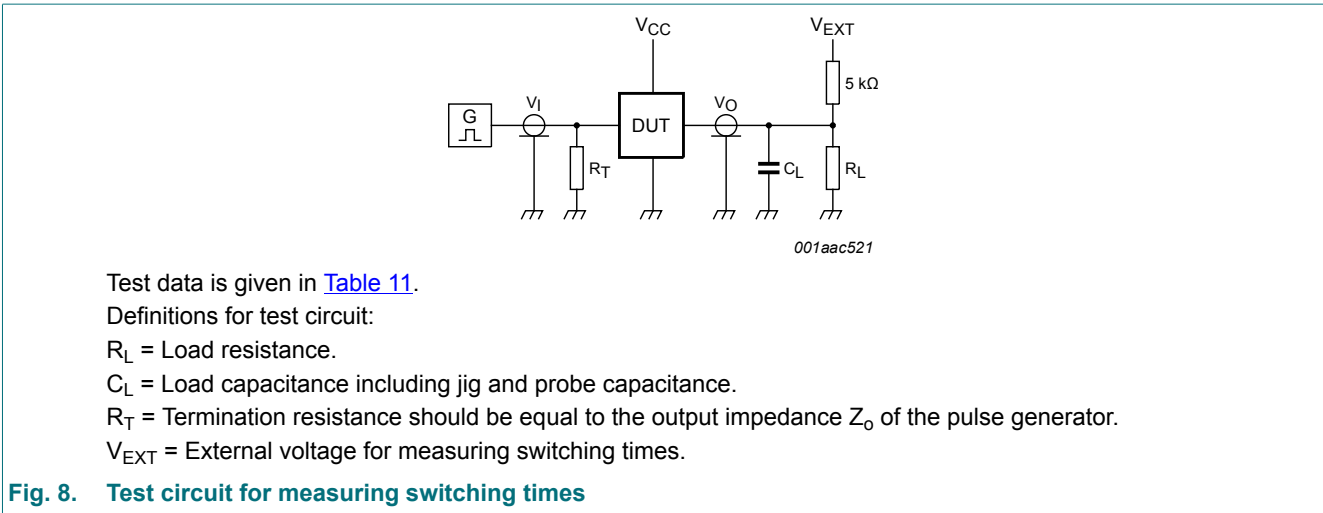 VCC
VEXT
5 kΩ
G
VI
VO
DUT
RT
CL
RL
001aac521
Test data is given in Table 11.
Definitions for test circuit:
RL = Load resistance.
CL = Load capacitance including jig and probe capacitance.
RT = Termination resistance should be equal to the output impedance Zo of the pulse generator.
VEXT = External voltage for measuring switching times.
Fig. 8. Test circuit for measuring switching times